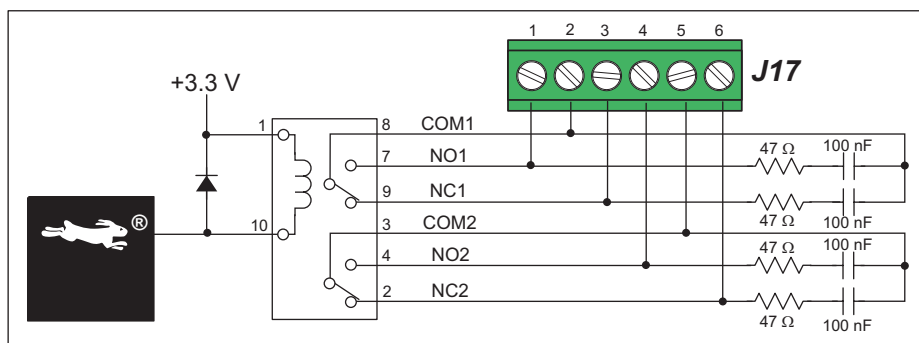 1 2 3 4 5 6
J17
+3.3 V
1
8 COM1
47 Ω 100 nF
7 NO1
9 NC1
47 Ω 100 nF
®
10
3 COM2
47 Ω 100 nF
4 NO2
2 NC2
47 Ω 100 nF